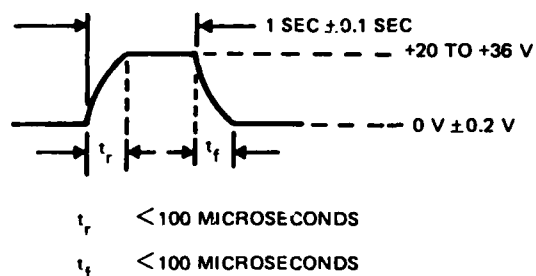 1 SEC ±0.1 SEC
+20 TO +36 V
0 V ±0.2 V
tr tf
tr <100 MICROSECONDS
tf <100 MICROSECONDS